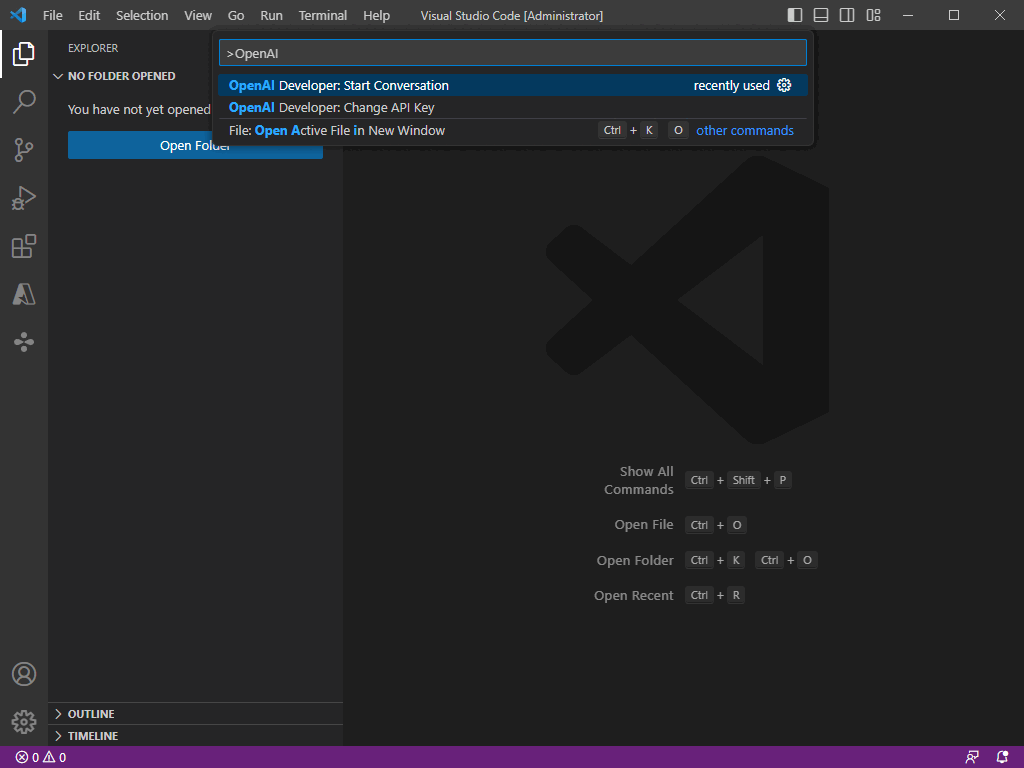 File Edit Selection View Go Run Terminal Help Visual Studio Code [Administrator]
EXPLORER
>OpenAI
NO FOLDER OPENED
OpenAI Developer: Start Conversation recently used
OpenAI Developer: Change API Key
You have not yet opened
File: Open Active File in New Window Ctrl + K O other commands
Open Folder
Show All Commands Ctrl + Shift + P
Open File Ctrl + O
Open Folder Ctrl + K Ctrl + O
Open Recent Ctrl + R
OUTLINE
TIMELINE
0 0